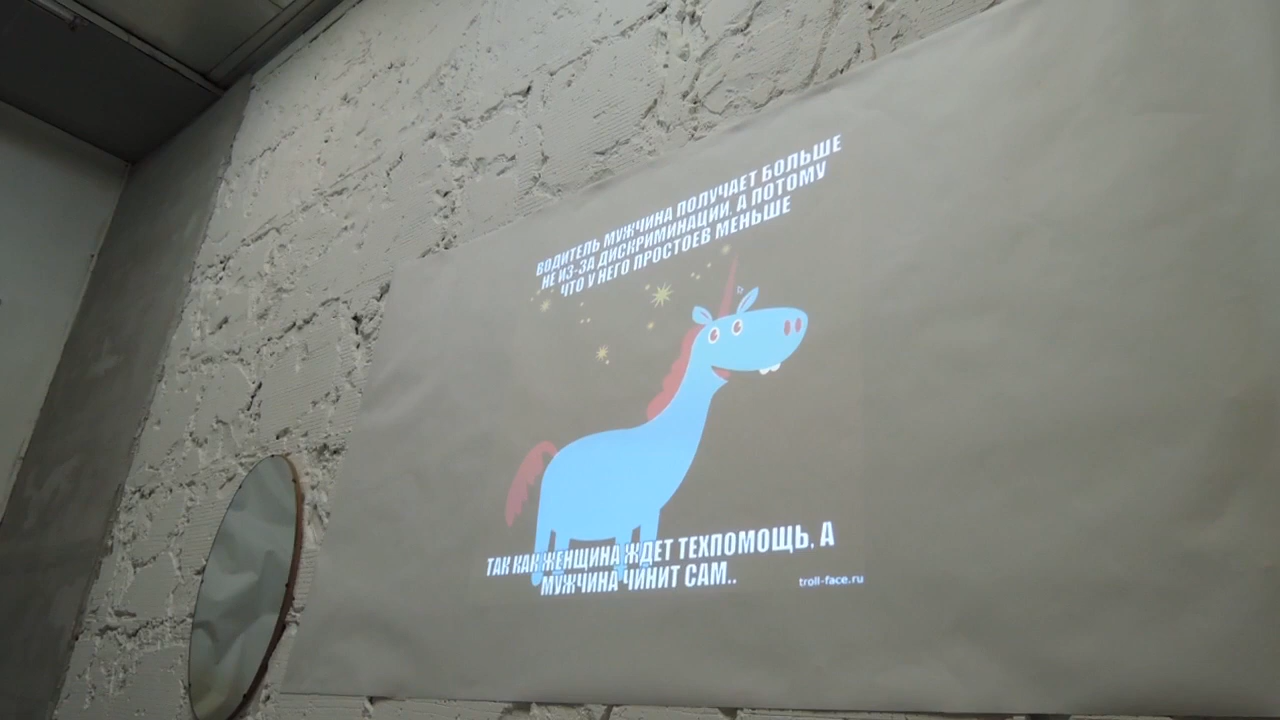 ВОДИТЕЛЬ МУЖЧИНА ПОЛУЧАЕТ БОЛЬШЕ
НЕ ИЗ-ЗА ДИСКРИМИНАЦИИ, А ПОТОМУ
ЧТО У НЕГО ПРОСТОЕВ МЕНЬШЕ
ТАК КАК ЖЕНЩИНА ЖДЕТ ТЕХПОМОЩЬ, А
МУЖЧИНА ЧИНИТ САМ..
troll-face.ru